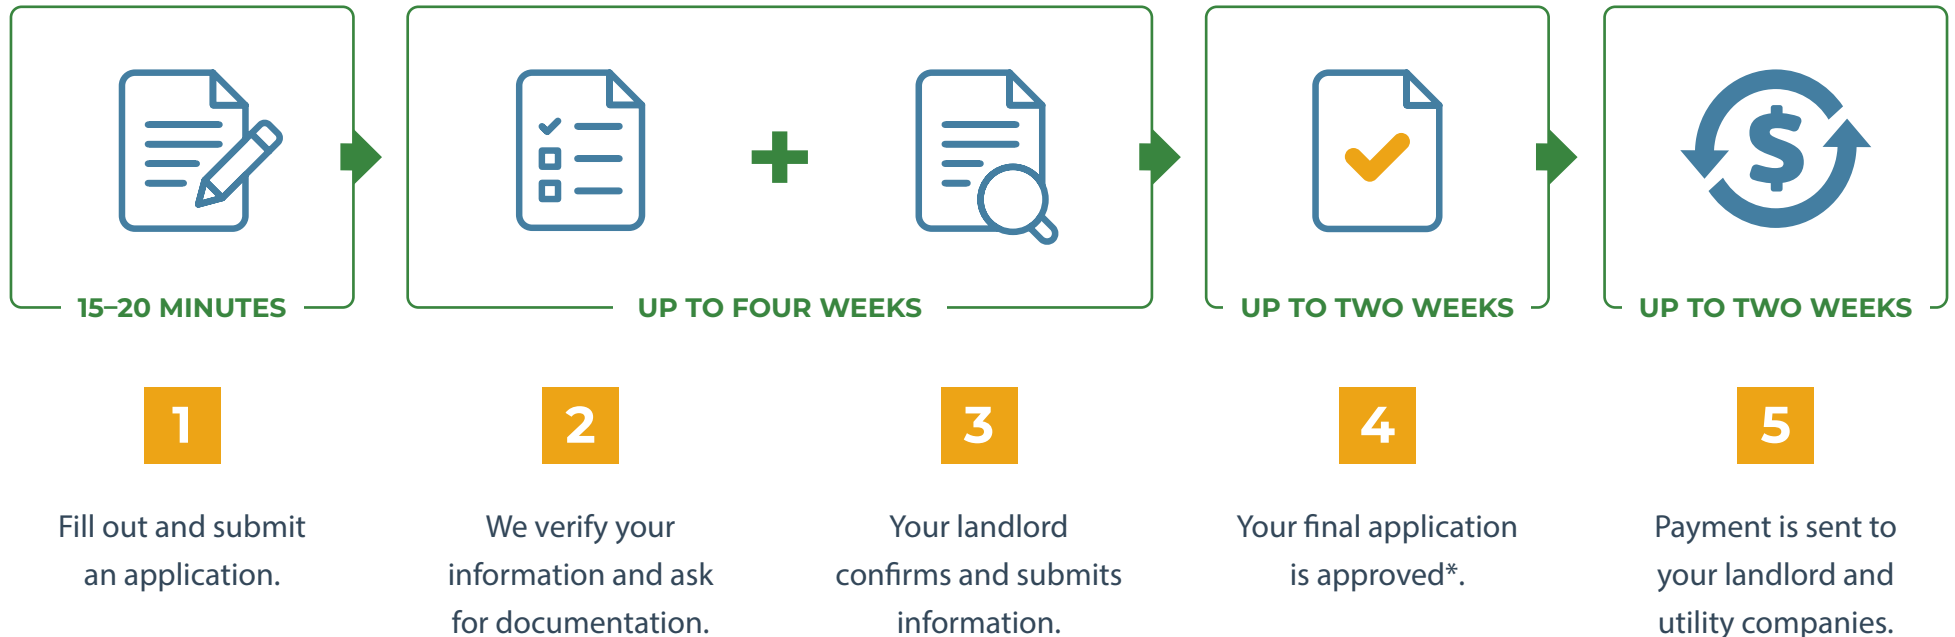 15–20 MINUTES
UP TO FOUR WEEKS
UP TO TWO WEEKS
UP TO TWO WEEKS
1
Fill out and submit
an application.
2
We verify your
information and ask
for documentation.
3
Your landlord
confirms and submits
information.
4
Your final application
is approved*.
5
Payment is sent to
your landlord and
utility companies.